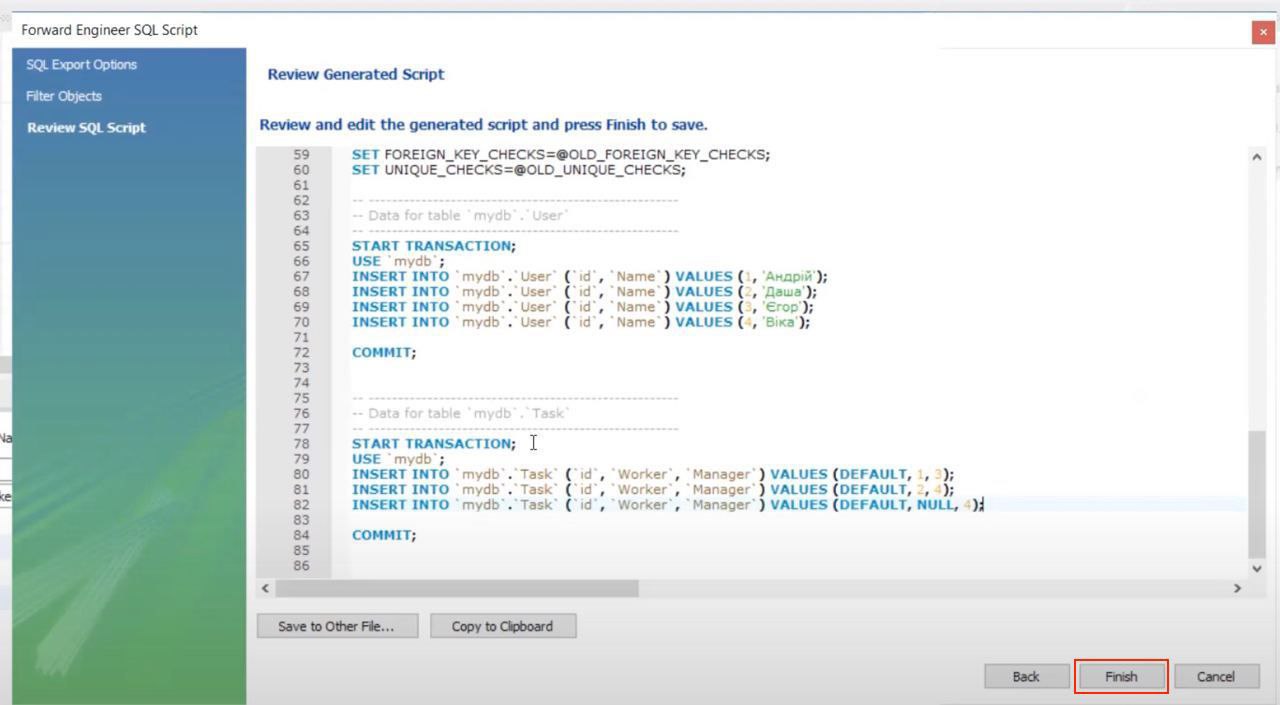 Forward Engineer SQL Script
SQL Export Options
Filter Objects
Review SQL Script
Review Generated Script
Review and edit the generated script and press Finish to save.
59 SET FOREIGN_KEY_CHECKS=@OLD_FOREIGN_KEY_CHECKS;
60 SET UNIQUE_CHECKS=@OLD_UNIQUE_CHECKS;
61
62 -- -----------------------------------------------------
63 -- Data for table `mydb`.`User`
64 -- -----------------------------------------------------
65 START TRANSACTION;
66 USE `mydb`;
67 INSERT INTO `mydb`.`User` (`id`, `Name`) VALUES (1, 'Андрій');
68 INSERT INTO `mydb`.`User` (`id`, `Name`) VALUES (2, 'Даша');
69 INSERT INTO `mydb`.`User` (`id`, `Name`) VALUES (3, 'Єгор');
70 INSERT INTO `mydb`.`User` (`id`, `Name`) VALUES (4, 'Віка');
71
72 COMMIT;
73
74
75 -- -----------------------------------------------------
76 -- Data for table `mydb`.`Task`
77 -- -----------------------------------------------------
78 START TRANSACTION;
79 USE `mydb`;
80 INSERT INTO `mydb`.`Task` (`id`, `Worker`, `Manager`) VALUES (DEFAULT, 1, 3);
81 INSERT INTO `mydb`.`Task` (`id`, `Worker`, `Manager`) VALUES (DEFAULT, 2, 4);
82 INSERT INTO `mydb`.`Task` (`id`, `Worker`, `Manager`) VALUES (DEFAULT, NULL, 4);
83
84 COMMIT;
85
86
Save to Other File...
Copy to Clipboard
Back
Finish
Cancel